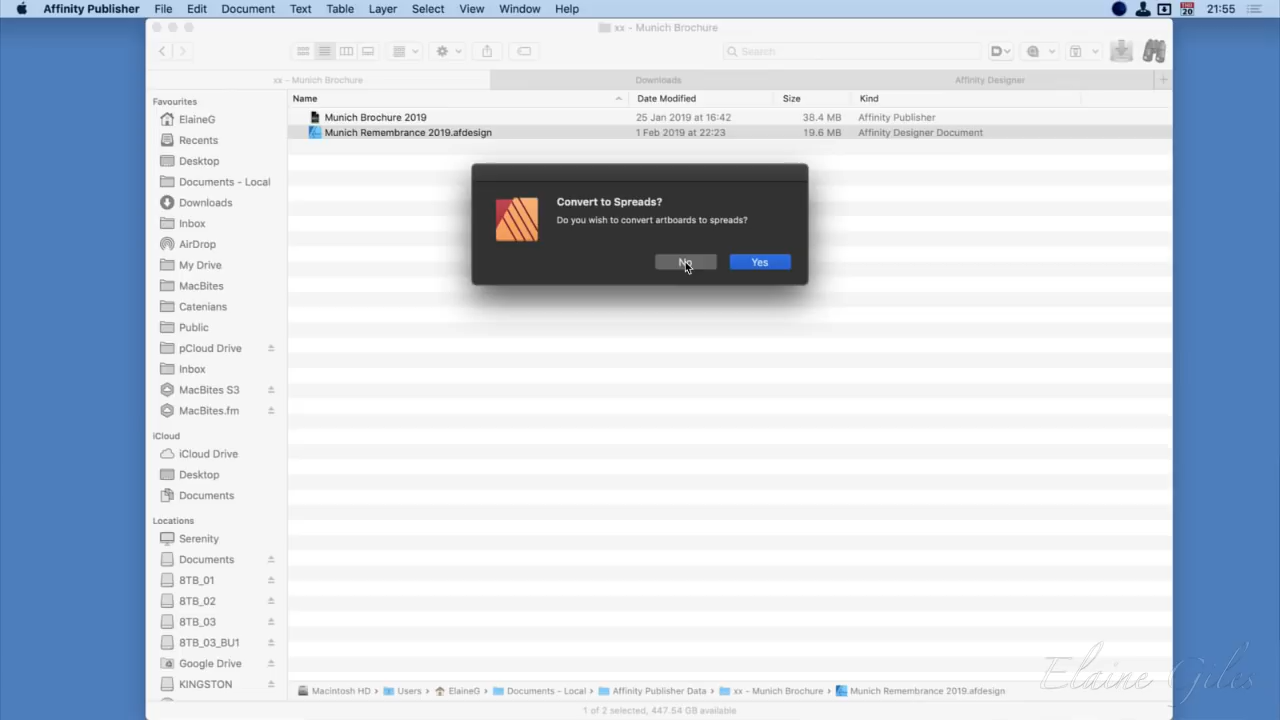 Affinity Publisher File Edit Document Text Table Layer Select View Window Help THU 20 21:55
xx - Munich Brochure
Search
xx - Munich Brochure Downloads Affinity Designer +
Favourites
ElaineG
Recents
Desktop
Documents - Local
Downloads
Inbox
AirDrop
My Drive
MacBites
Catenians
Public
pCloud Drive
Inbox
MacBites S3
MacBites.fm
iCloud
iCloud Drive
Desktop
Documents
Locations
Serenity
Documents
8TB_01
8TB_02
8TB_03
8TB_03_BU1
Google Drive
KINGSTON
Name Date Modified Size Kind
Munich Brochure 2019 25 Jan 2019 at 16:42 38.4 MB Affinity Publisher
Munich Remembrance 2019.afdesign 1 Feb 2019 at 22:23 19.6 MB Affinity Designer Document
Convert to Spreads?
Do you wish to convert artboards to spreads?
No Yes
Macintosh HD › Users › ElaineG › Documents - Local › Affinity Publisher Data › xx - Munich Brochure › Munich Remembrance 2019.afdesign
1 of 2 selected, 447.54 GB available
Elaine Giles